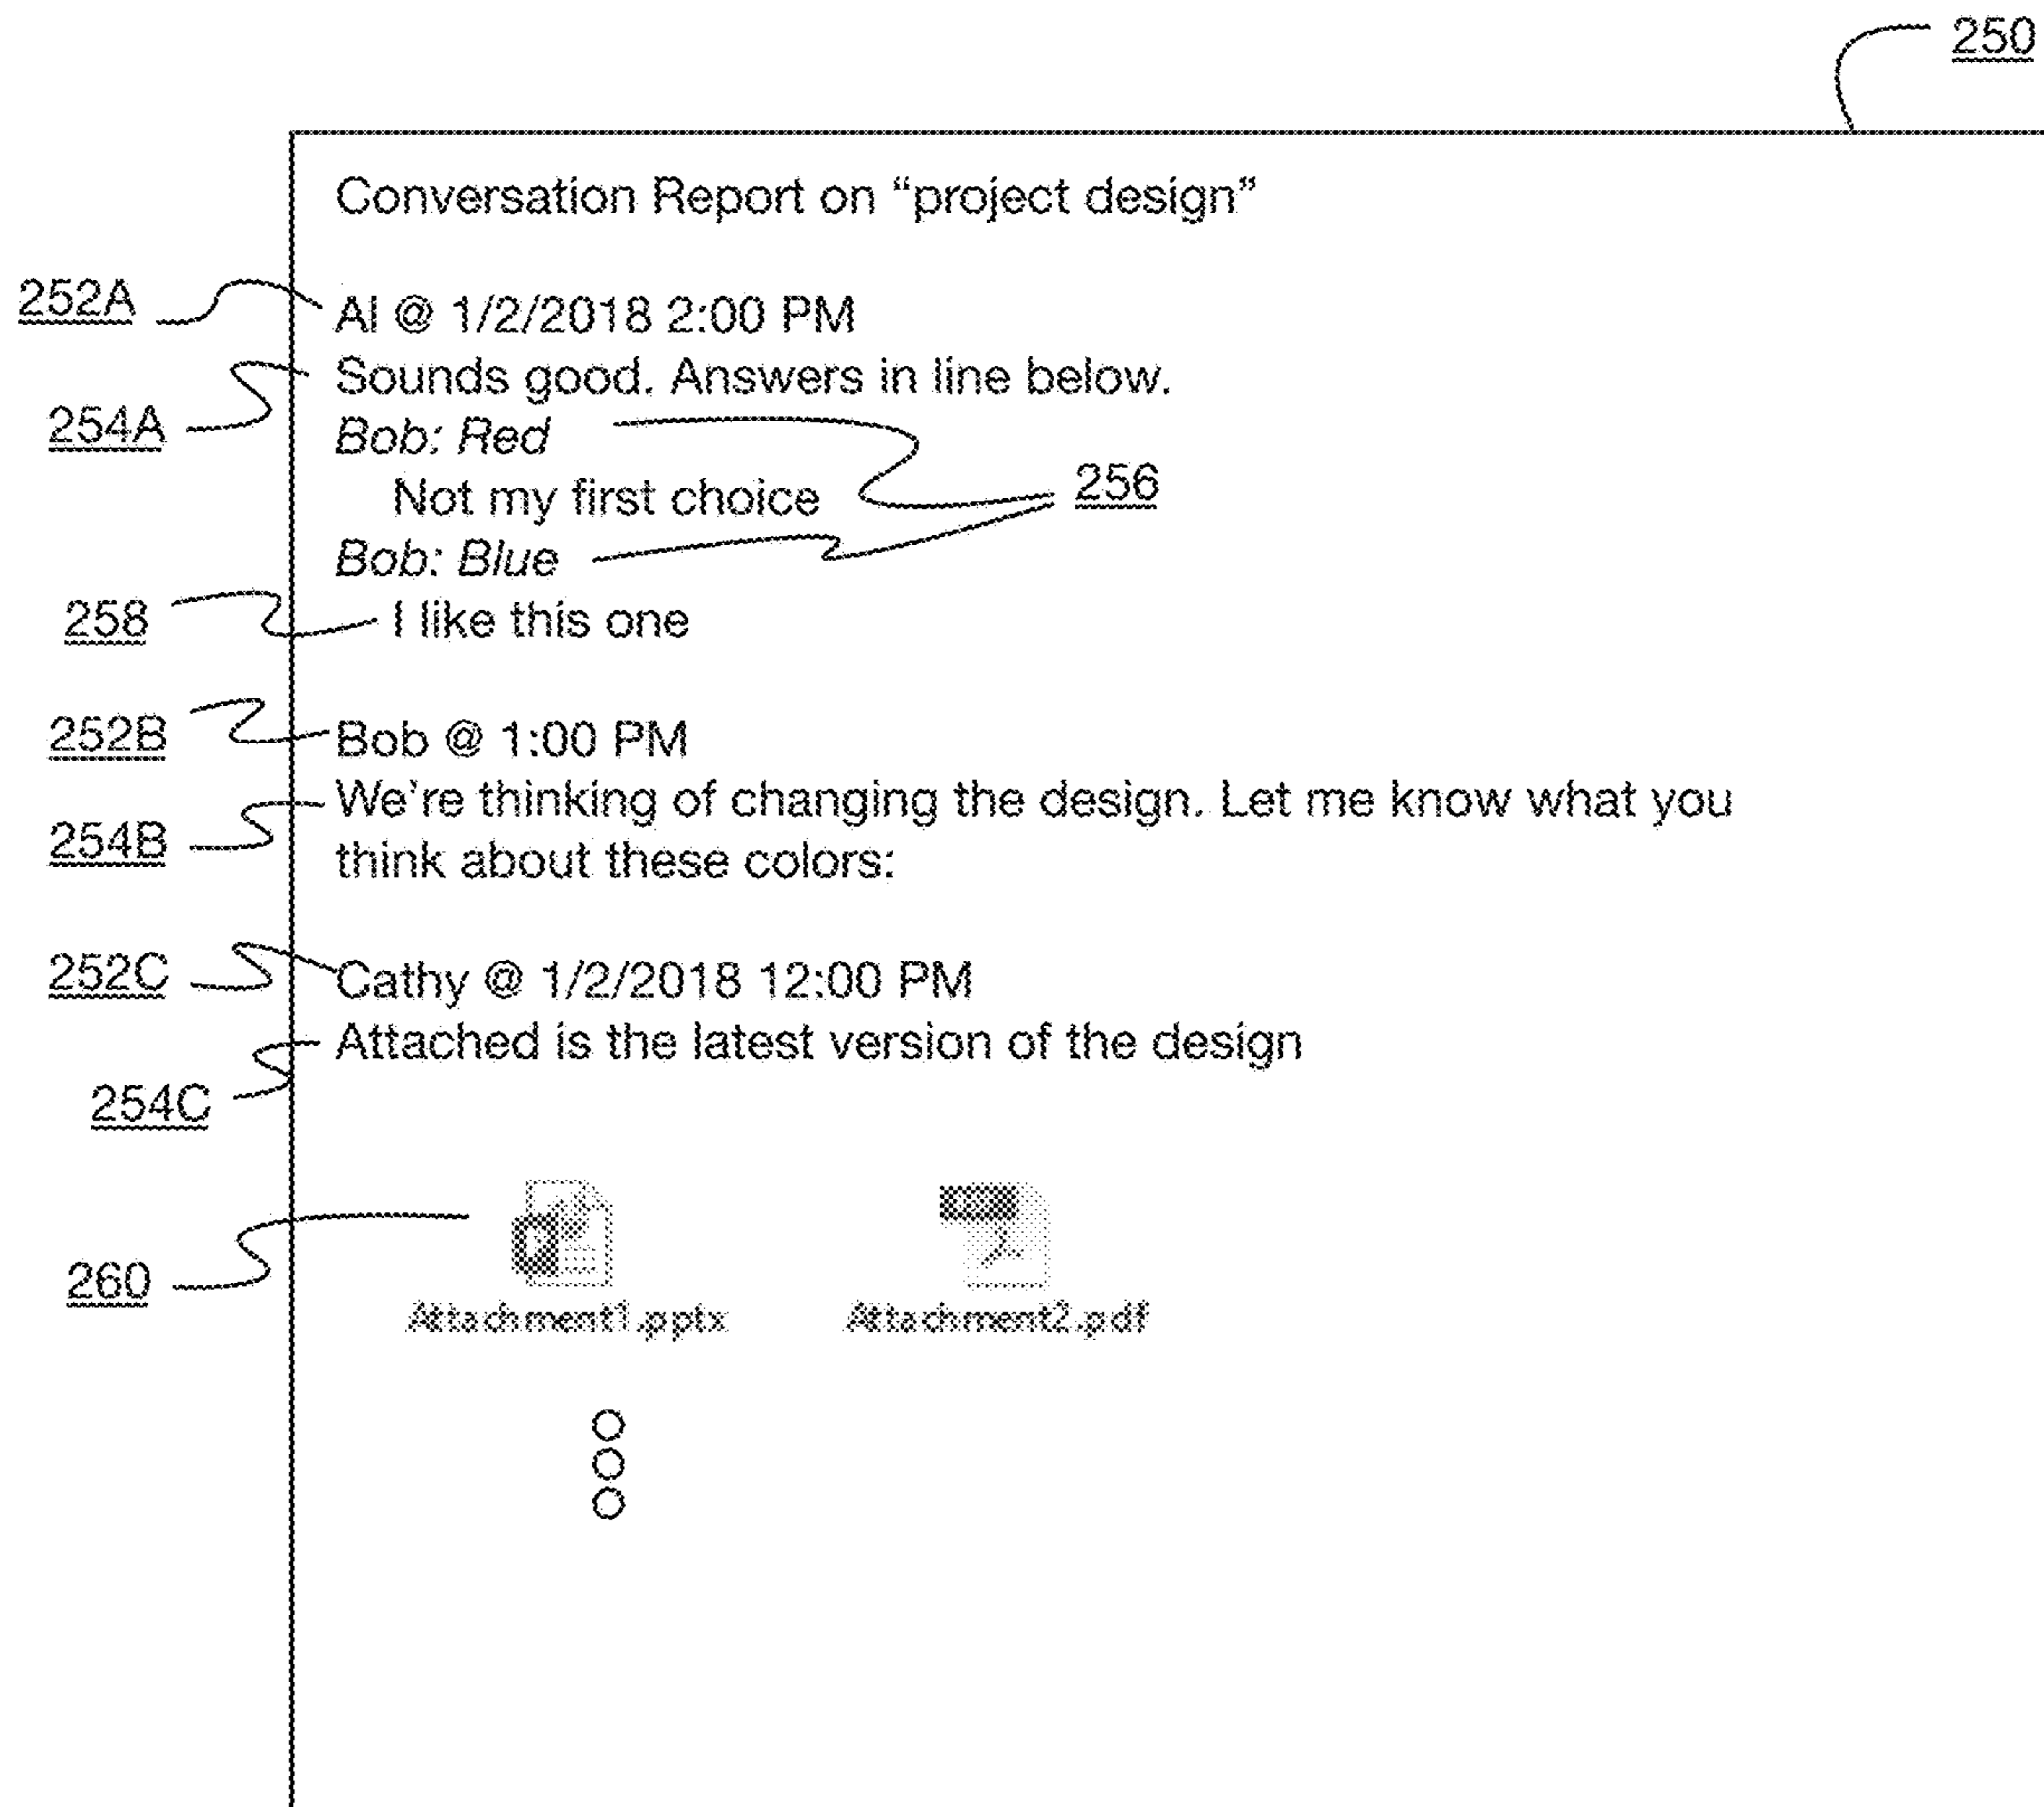 250
Conversation Report on “project design”
252A
Al @ 1/2/2018 2:00 PM
254A
Sounds good. Answers in line below.
Bob: Red
256
Not my first choice
Bob: Blue
258
I like this one
252B
Bob @ 1:00 PM
254B
We're thinking of changing the design. Let me know what you
think about these colors:
252C
Cathy @ 1/2/2018 12:00 PM
254C
Attached is the latest version of the design
260
Attachment1.pptx
Attachment2.pdf